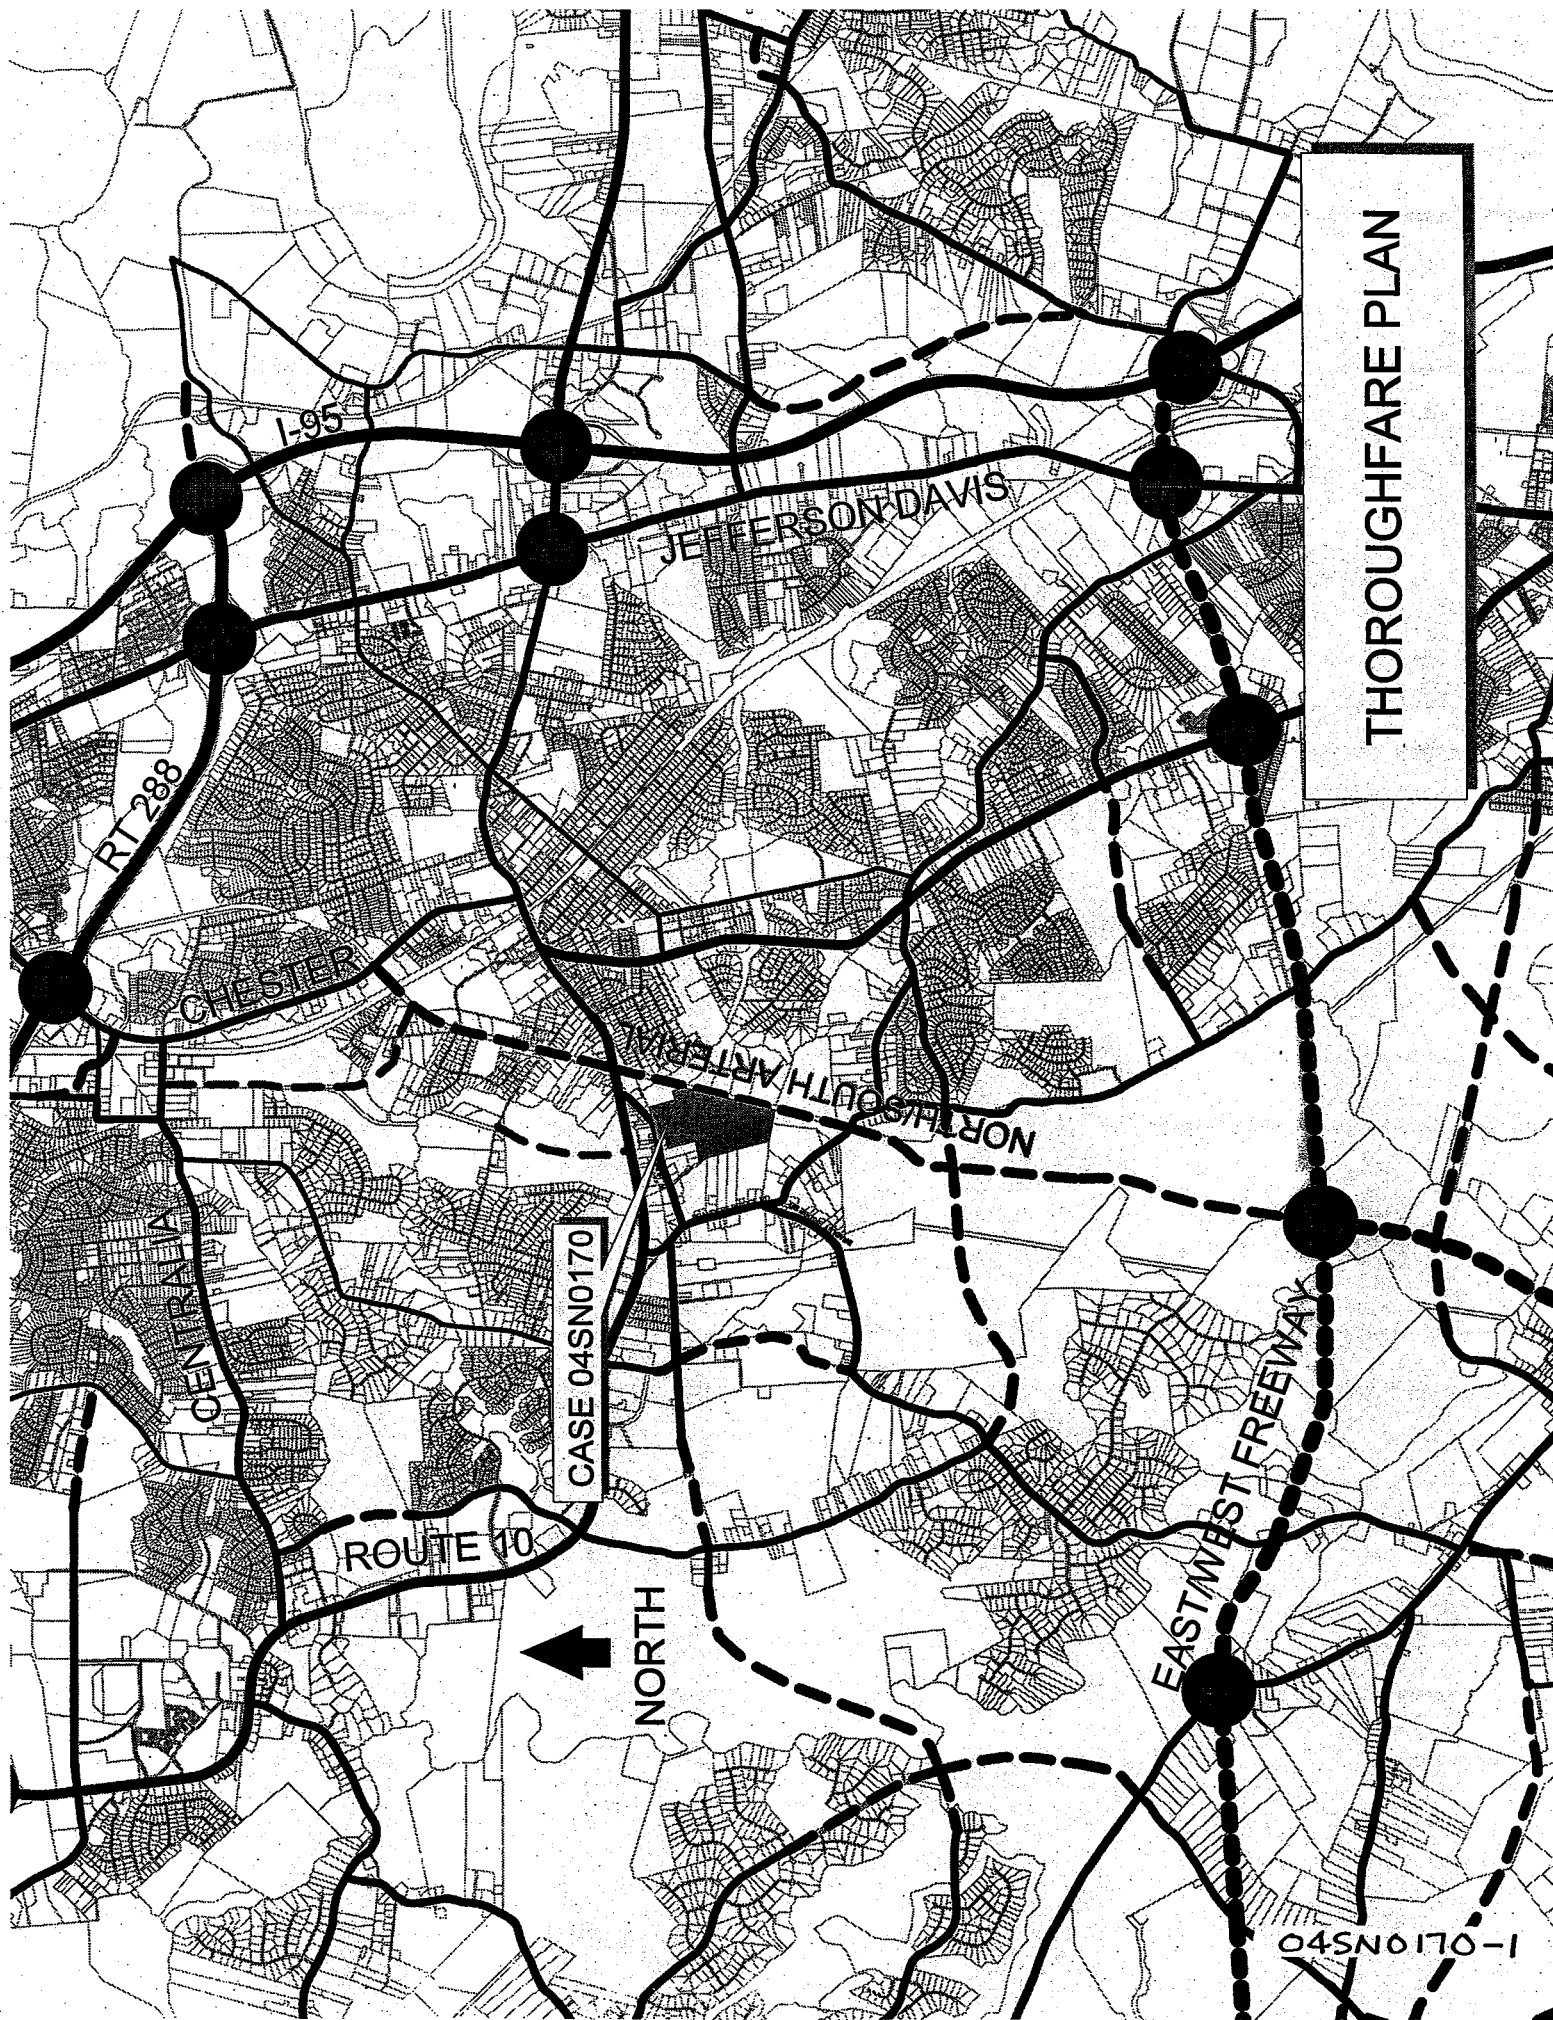 I-95
RT 288
JEFFERSON DAVIS
CHESTER
NORTH/SOUTH ARTERIAL
CENTRALIA
CASE 04SN0170
ROUTE 10
NORTH
EAST/WEST FREEWAY
THOROUGHFARE PLAN
04SN0170-1